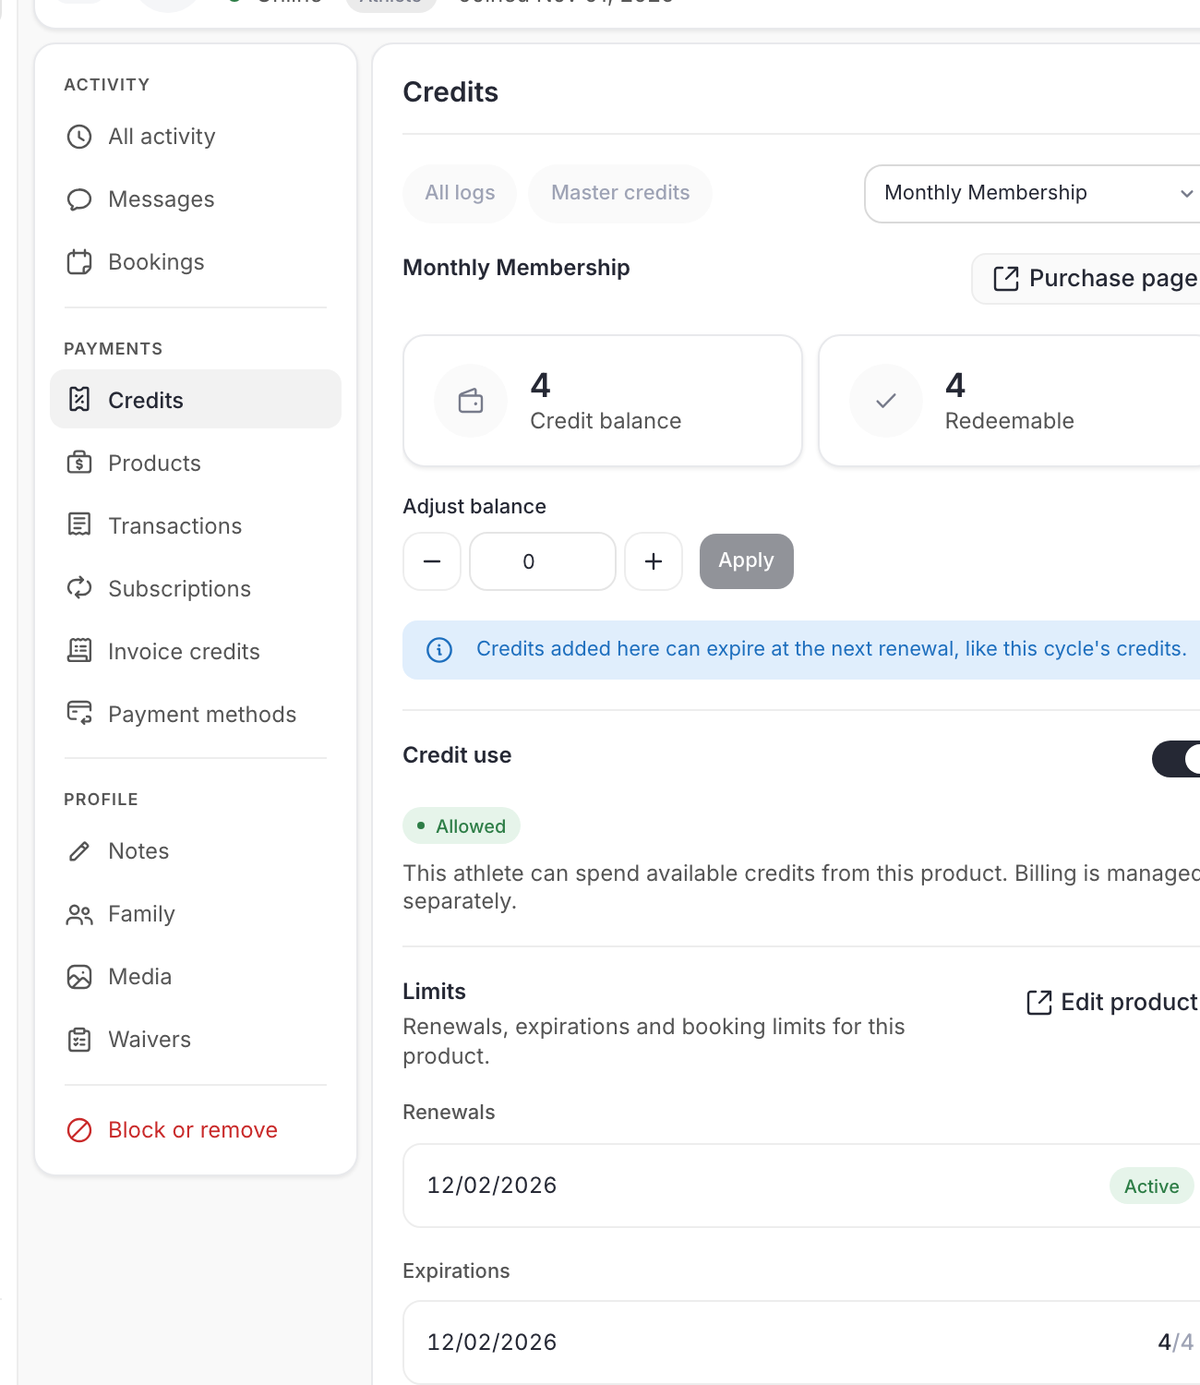 ACTIVITY
All activity
Messages
Bookings
PAYMENTS
Credits
Products
Transactions
Subscriptions
Invoice credits
Payment methods
PROFILE
Notes
Family
Media
Waivers
Block or remove
Credits
All logs
Master credits
Monthly Membership
Monthly Membership
Purchase page
4
Credit balance
4
Redeemable
Adjust balance
0
Apply
Credits added here can expire at the next renewal, like this cycle's credits.
Credit use
Allowed
This athlete can spend available credits from this product. Billing is managed
separately.
Limits
Edit product
Renewals, expirations and booking limits for this
product.
Renewals
12/02/2026
Active
Expirations
12/02/2026
4/4